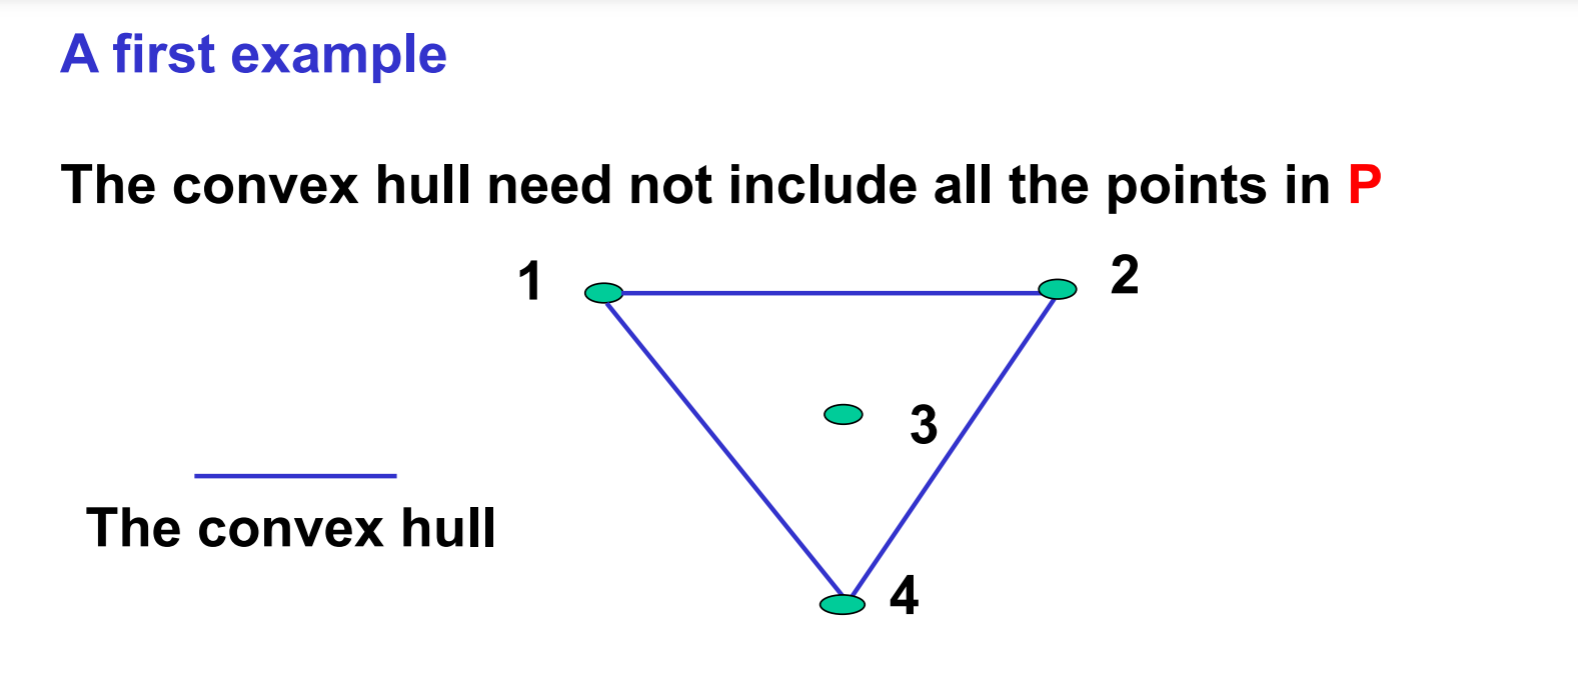 A first example
The convex hull need not include all the points in P
1
2
3
The convex hull
4